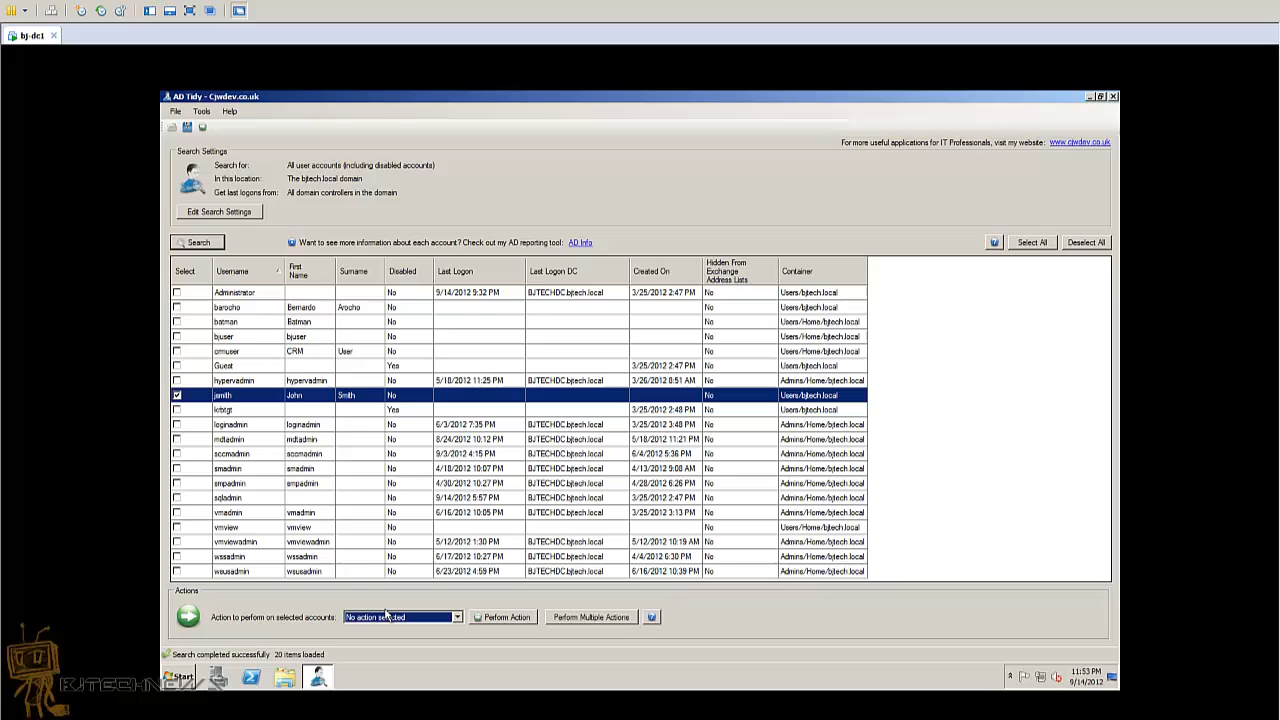 bj-dc1
AD Tidy - Cjwdev.co.uk
File Tools Help
For more useful applications for IT Professionals, visit my website: www.cjwdev.co.uk
Search Settings
Search for: All user accounts (including disabled accounts)
In this location: The bjtech.local domain
Get last logons from: All domain controllers in the domain
Edit Search Settings
Search Want to see more information about each account? Check out my AD reporting tool: AD Info Select All Deselect All
Select Username First Name Surname Disabled Last Logon Last Logon DC Created On Hidden From Exchange Address Lists Container
Administrator No 9/14/2012 9:32 PM BJTECHDC.bjtech.local 3/25/2012 2:47 PM No Users/bjtech.local
barocho Bernardo Arocho No No Users/bjtech.local
batman Batman No No Users/Home/bjtech.local
bjuser bjuser No No Users/Home/bjtech.local
crmuser CRM User No No Users/Home/bjtech.local
Guest Yes 3/25/2012 2:47 PM No Users/bjtech.local
hypervadmin hypervadmin No 5/18/2012 11:25 PM BJTECHDC.bjtech.local 3/26/2012 8:51 AM No Admins/Home/bjtech.local
jsmith John Smith No No Users/bjtech.local
krbtgt Yes 3/25/2012 2:48 PM No Users/bjtech.local
loginadmin loginadmin No 6/3/2012 7:35 PM BJTECHDC.bjtech.local 3/25/2012 3:48 PM No Admins/Home/bjtech.local
mdtadmin mdtadmin No 8/24/2012 10:12 PM BJTECHDC.bjtech.local 5/18/2012 11:21 PM No Admins/Home/bjtech.local
sccmadmin sccmadmin No 9/3/2012 4:15 PM BJTECHDC.bjtech.local 6/4/2012 5:36 PM No Admins/Home/bjtech.local
smadmin smadmin No 4/18/2012 10:07 PM BJTECHDC.bjtech.local 4/13/2012 9:08 AM No Admins/Home/bjtech.local
smpadmin smpadmin No 4/30/2012 10:27 PM BJTECHDC.bjtech.local 4/28/2012 6:26 PM No Admins/Home/bjtech.local
sqladmin No 9/14/2012 5:57 PM BJTECHDC.bjtech.local 3/25/2012 2:47 PM No Admins/Home/bjtech.local
vmadmin vmadmin No 6/16/2012 10:05 PM BJTECHDC.bjtech.local 3/25/2012 3:13 PM No Admins/Home/bjtech.local
vmview vmview No No Users/Home/bjtech.local
vmviewadmin vmviewadmin No 5/12/2012 1:30 PM BJTECHDC.bjtech.local 5/12/2012 10:19 AM No Admins/Home/bjtech.local
wssadmin wssadmin No 6/17/2012 10:27 PM BJTECHDC.bjtech.local 4/4/2012 6:30 PM No Admins/Home/bjtech.local
wsusadmin wsusadmin No 6/23/2012 4:59 PM BJTECHDC.bjtech.local 6/16/2012 10:39 PM No Admins/Home/bjtech.local
Actions
Action to perform on selected accounts: No action selected Perform Action Perform Multiple Actions
Search completed successfully 20 items loaded
Start
11:53 PM
9/14/2012
BJTECHNEWS